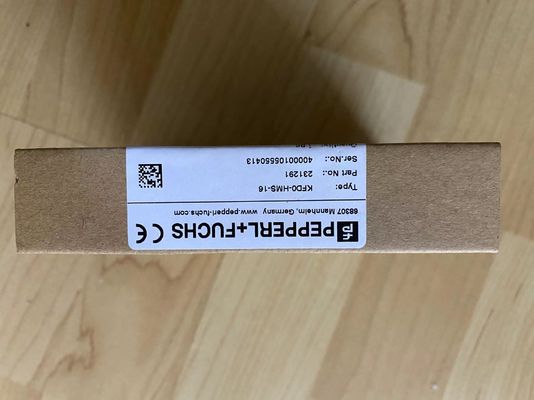 PEPPERL+FUCHS CE
68307 Mannheim, Germany www.pepperl-fuchs.com
Type: KFD0-HMS-16
Part No.: 231291
Ser.No.: 4000105550413